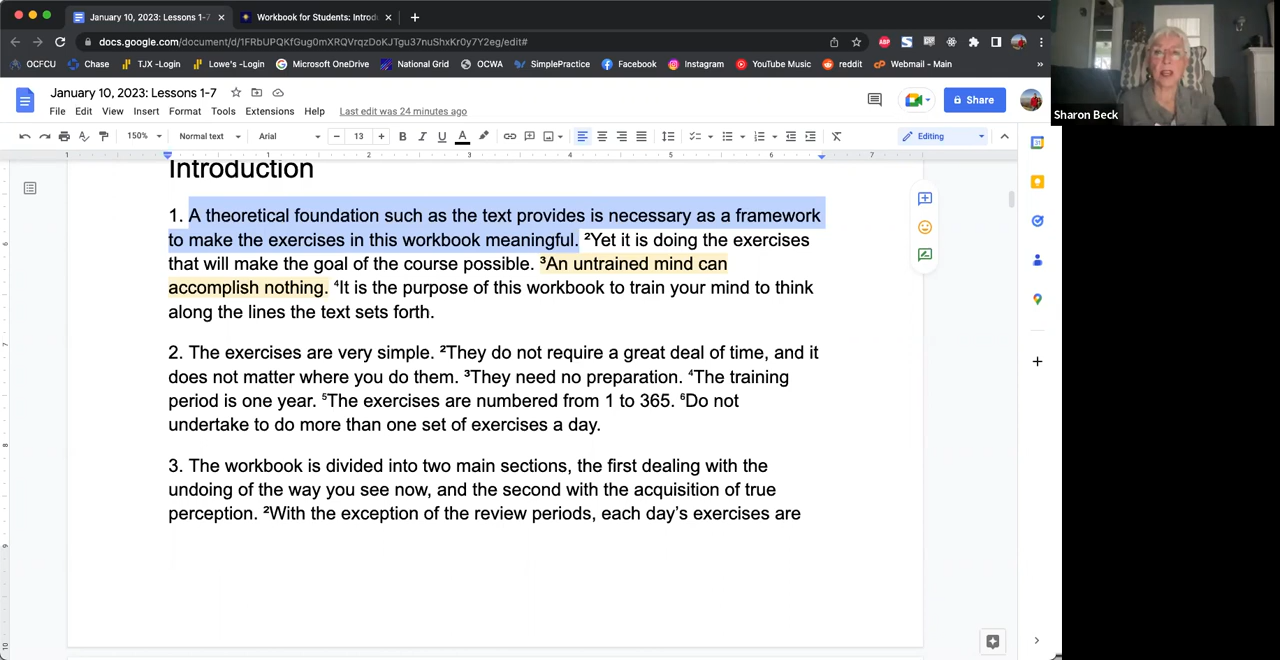 January 10, 2023: Lessons 1-7
Workbook for Students: Introd
docs.google.com/document/d/1FRbUPQKfGug0mXRQVrqzDoKJTgu37nuShxKr0y7Y2eg/edit#
OCFCU Chase TJX -Login Lowe's -Login Microsoft OneDrive National Grid OCWA SimplePractice Facebook Instagram YouTube Music reddit Webmail - Main »
January 10, 2023: Lessons 1-7
File Edit View Insert Format Tools Extensions Help Last edit was 24 minutes ago
Share
Sharon Beck
150% Normal text Arial 13 B I U A Editing
1 1 2 3 4 5 6 7
Introduction
1. A theoretical foundation such as the text provides is necessary as a framework
to make the exercises in this workbook meaningful. ²Yet it is doing the exercises
that will make the goal of the course possible. ³An untrained mind can
accomplish nothing. ⁴It is the purpose of this workbook to train your mind to think
along the lines the text sets forth.
2. The exercises are very simple. ²They do not require a great deal of time, and it
does not matter where you do them. ³They need no preparation. ⁴The training
period is one year. ⁵The exercises are numbered from 1 to 365. ⁶Do not
undertake to do more than one set of exercises a day.
3. The workbook is divided into two main sections, the first dealing with the
undoing of the way you see now, and the second with the acquisition of true
perception. ²With the exception of the review periods, each day's exercises are